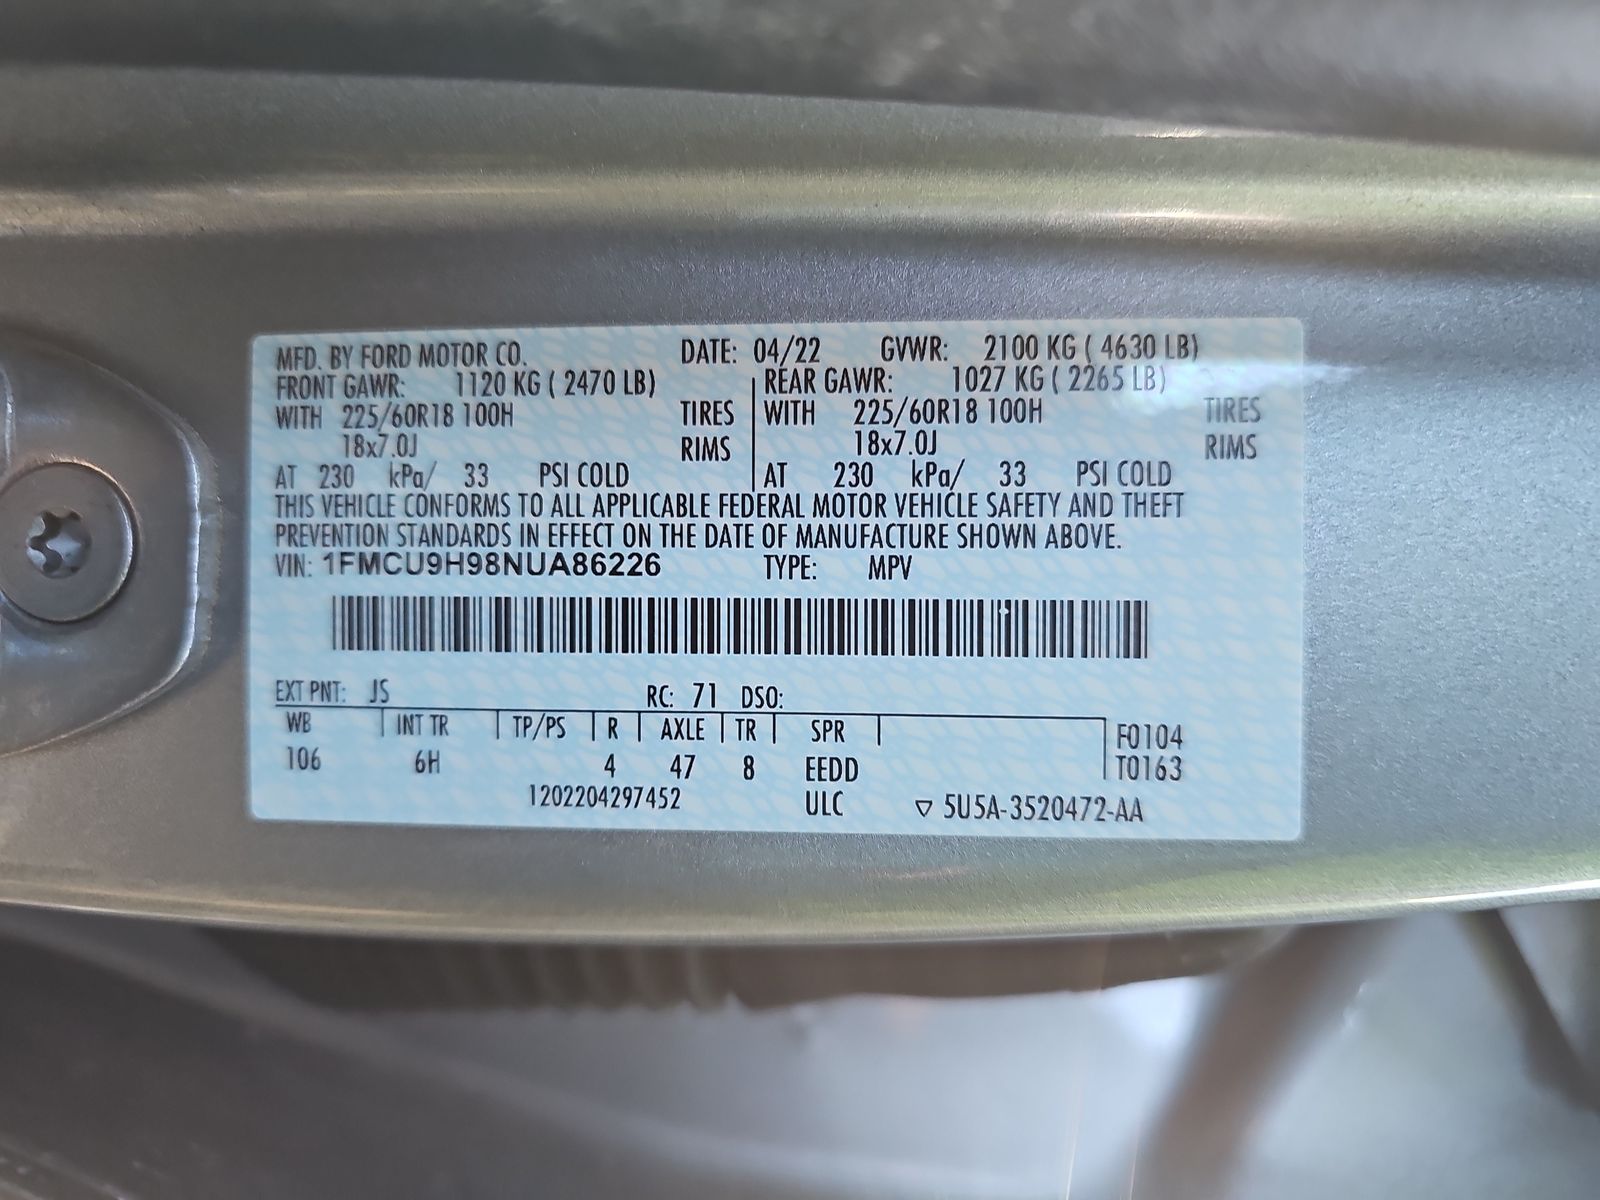 MFD. BY FORD MOTOR CO. DATE: 04/22 GVWR: 2100 KG ( 4630 LB)
FRONT GAWR: 1120 KG ( 2470 LB) REAR GAWR: 1027 KG ( 2265 LB)
WITH 225/60R18 100H TIRES WITH 225/60R18 100H TIRES
18x7.0J RIMS 18x7.0J RIMS
AT 230 kPa/ 33 PSI COLD AT 230 kPa/ 33 PSI COLD
THIS VEHICLE CONFORMS TO ALL APPLICABLE FEDERAL MOTOR VEHICLE SAFETY AND THEFT
PREVENTION STANDARDS IN EFFECT ON THE DATE OF MANUFACTURE SHOWN ABOVE.
VIN: 1FMCU9H98NUA86226 TYPE: MPV
EXT PNT: JS RC: 71 DSO:
WB INT TR TP/PS R AXLE TR SPR F0104
106 6H 4 47 8 EEDD T0163
1202204297452 ULC ▽ 5U5A-3520472-AA